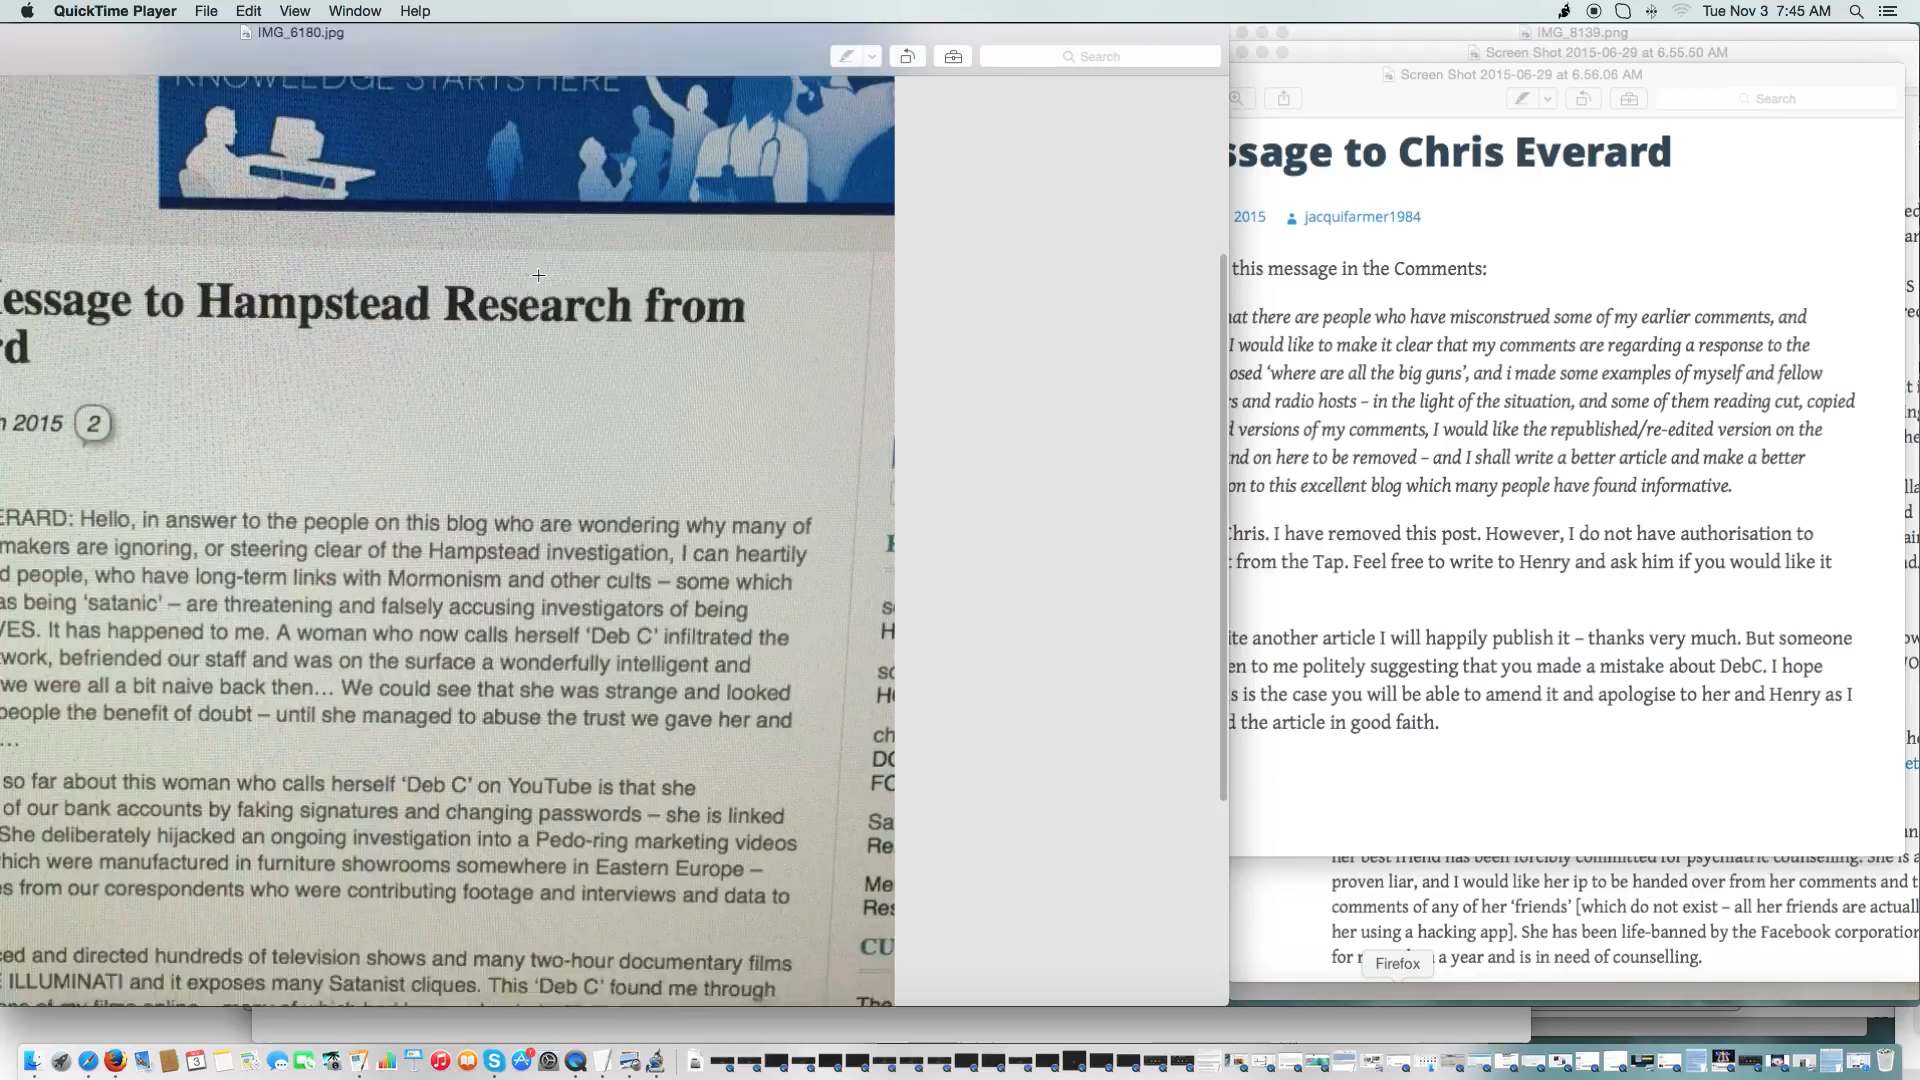 QuickTime Player File Edit View Window Help
Tue Nov 3 7:45 AM
IMG_6180.jpg
Search
KNOWLEDGE STARTS HERE
essage to Hampstead Research from
rd
2015 2
ERARD: Hello, in answer to the people on this blog who are wondering why many of
makers are ignoring, or steering clear of the Hampstead investigation, I can heartily
d people, who have long-term links with Mormonism and other cults – some which
as being 'satanic' – are threatening and falsely accusing investigators of being
VES. It has happened to me. A woman who now calls herself 'Deb C' infiltrated the
work, befriended our staff and was on the surface a wonderfully intelligent and
we were all a bit naive back then... We could see that she was strange and looked
people the benefit of doubt – until she managed to abuse the trust we gave her and
...
so far about this woman who calls herself 'Deb C' on YouTube is that she
of our bank accounts by faking signatures and changing passwords – she is linked
She deliberately hijacked an ongoing investigation into a Pedo-ring marketing videos
hich were manufactured in furniture showrooms somewhere in Eastern Europe –
es from our corespondents who were contributing footage and interviews and data to
ced and directed hundreds of television shows and many two-hour documentary films
ILLUMINATI and it exposes many Satanist cliques. This 'Deb C' found me through
IMG_8139.png
Screen Shot 2015-06-29 at 6.55.50 AM
Screen Shot 2015-06-29 at 6.56.06 AM
Search
ssage to Chris Everard
2015 jacquifarmer1984
this message in the Comments:
hat there are people who have misconstrued some of my earlier comments, and
I would like to make it clear that my comments are regarding a response to the
osed 'where are all the big guns', and i made some examples of myself and fellow
rs and radio hosts – in the light of the situation, and some of them reading cut, copied
d versions of my comments, I would like the republished/re-edited version on the
and on here to be removed – and I shall write a better article and make a better
on to this excellent blog which many people have found informative.
Chris. I have removed this post. However, I do not have authorisation to
from the Tap. Feel free to write to Henry and ask him if you would like it
ite another article I will happily publish it – thanks very much. But someone
en to me politely suggesting that you made a mistake about DebC. I hope
s is the case you will be able to amend it and apologise to her and Henry as I
d the article in good faith.
her best friend has been forcibly committed for psychiatric counselling. She is a
proven liar, and I would like her ip to be handed over from her comments and t
comments of any of her 'friends' [which do not exist – all her friends are actuall
her using a hacking app]. She has been life-banned by the Facebook corporation
for a year and is in need of counselling.
Firefox